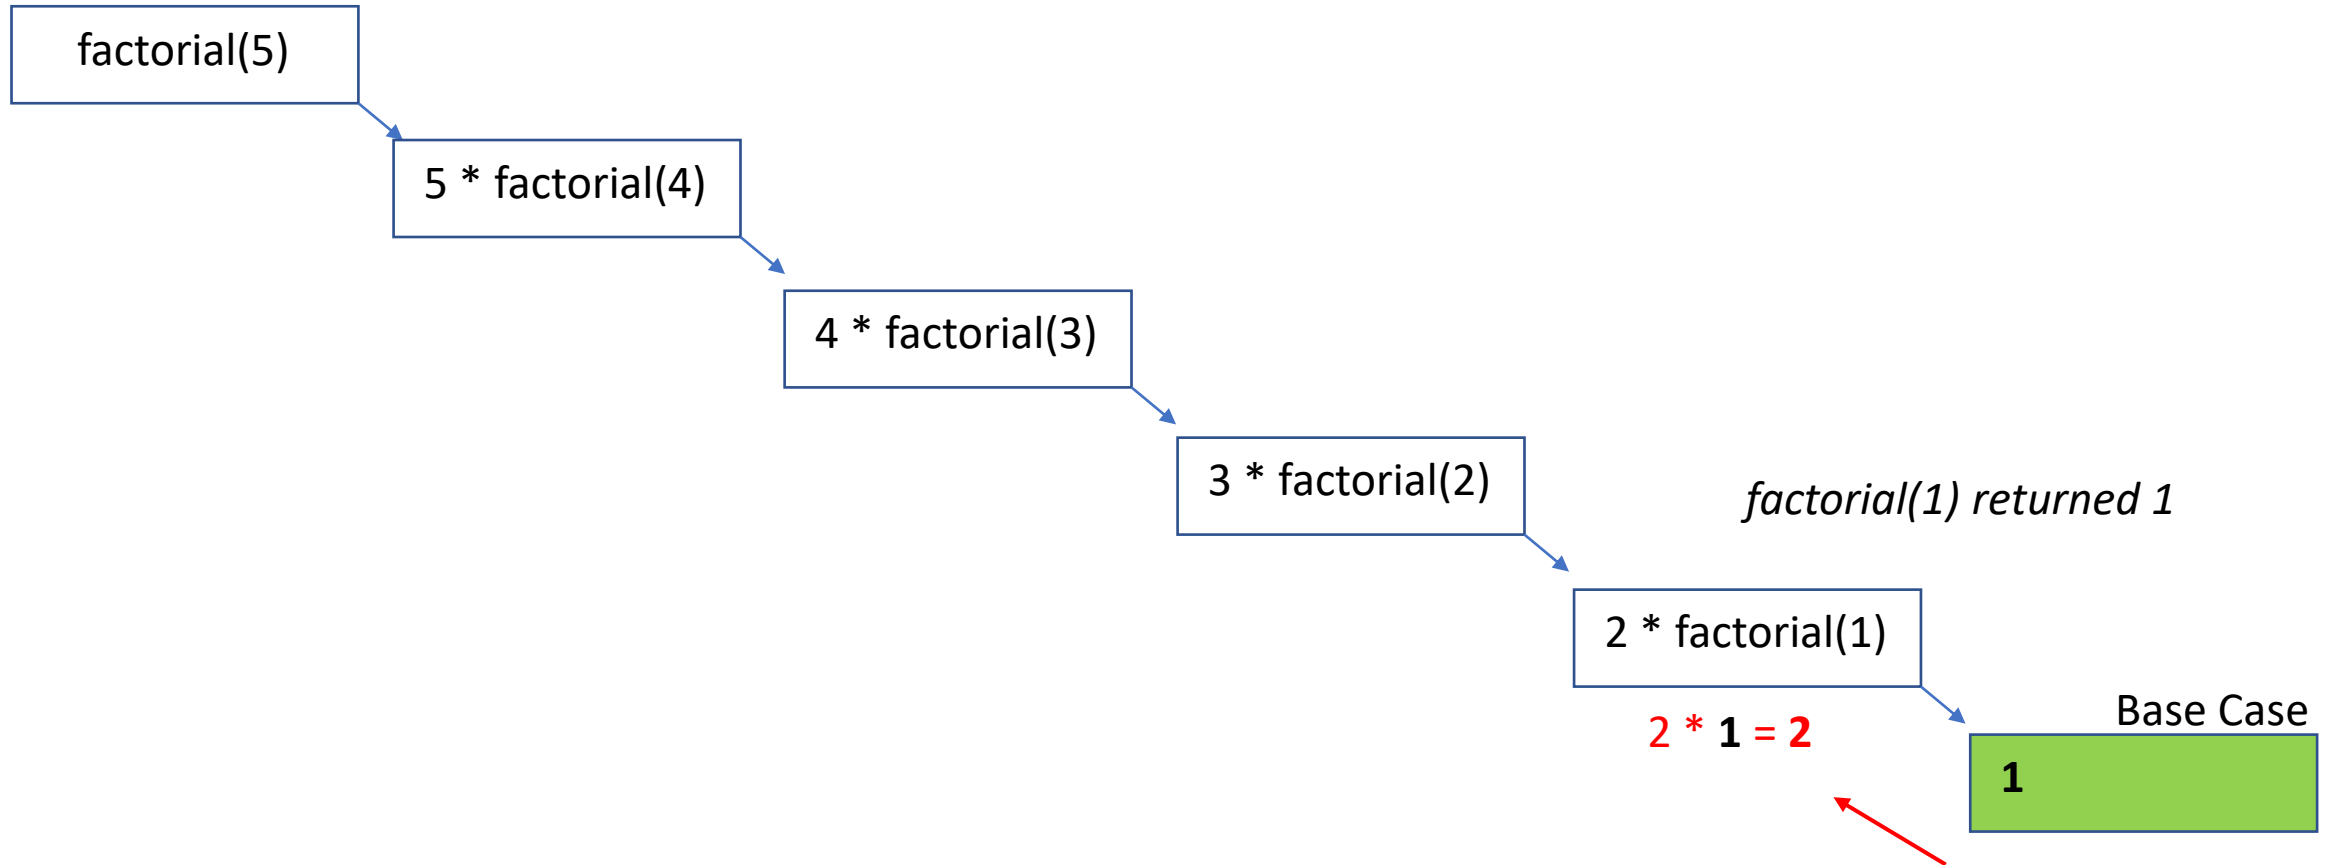 factorial(5)
5 * factorial(4)
4 * factorial(3)
3 * factorial(2)
factorial(1) returned 1
2 * factorial(1)
Base Case
2 * 1 = 2
1